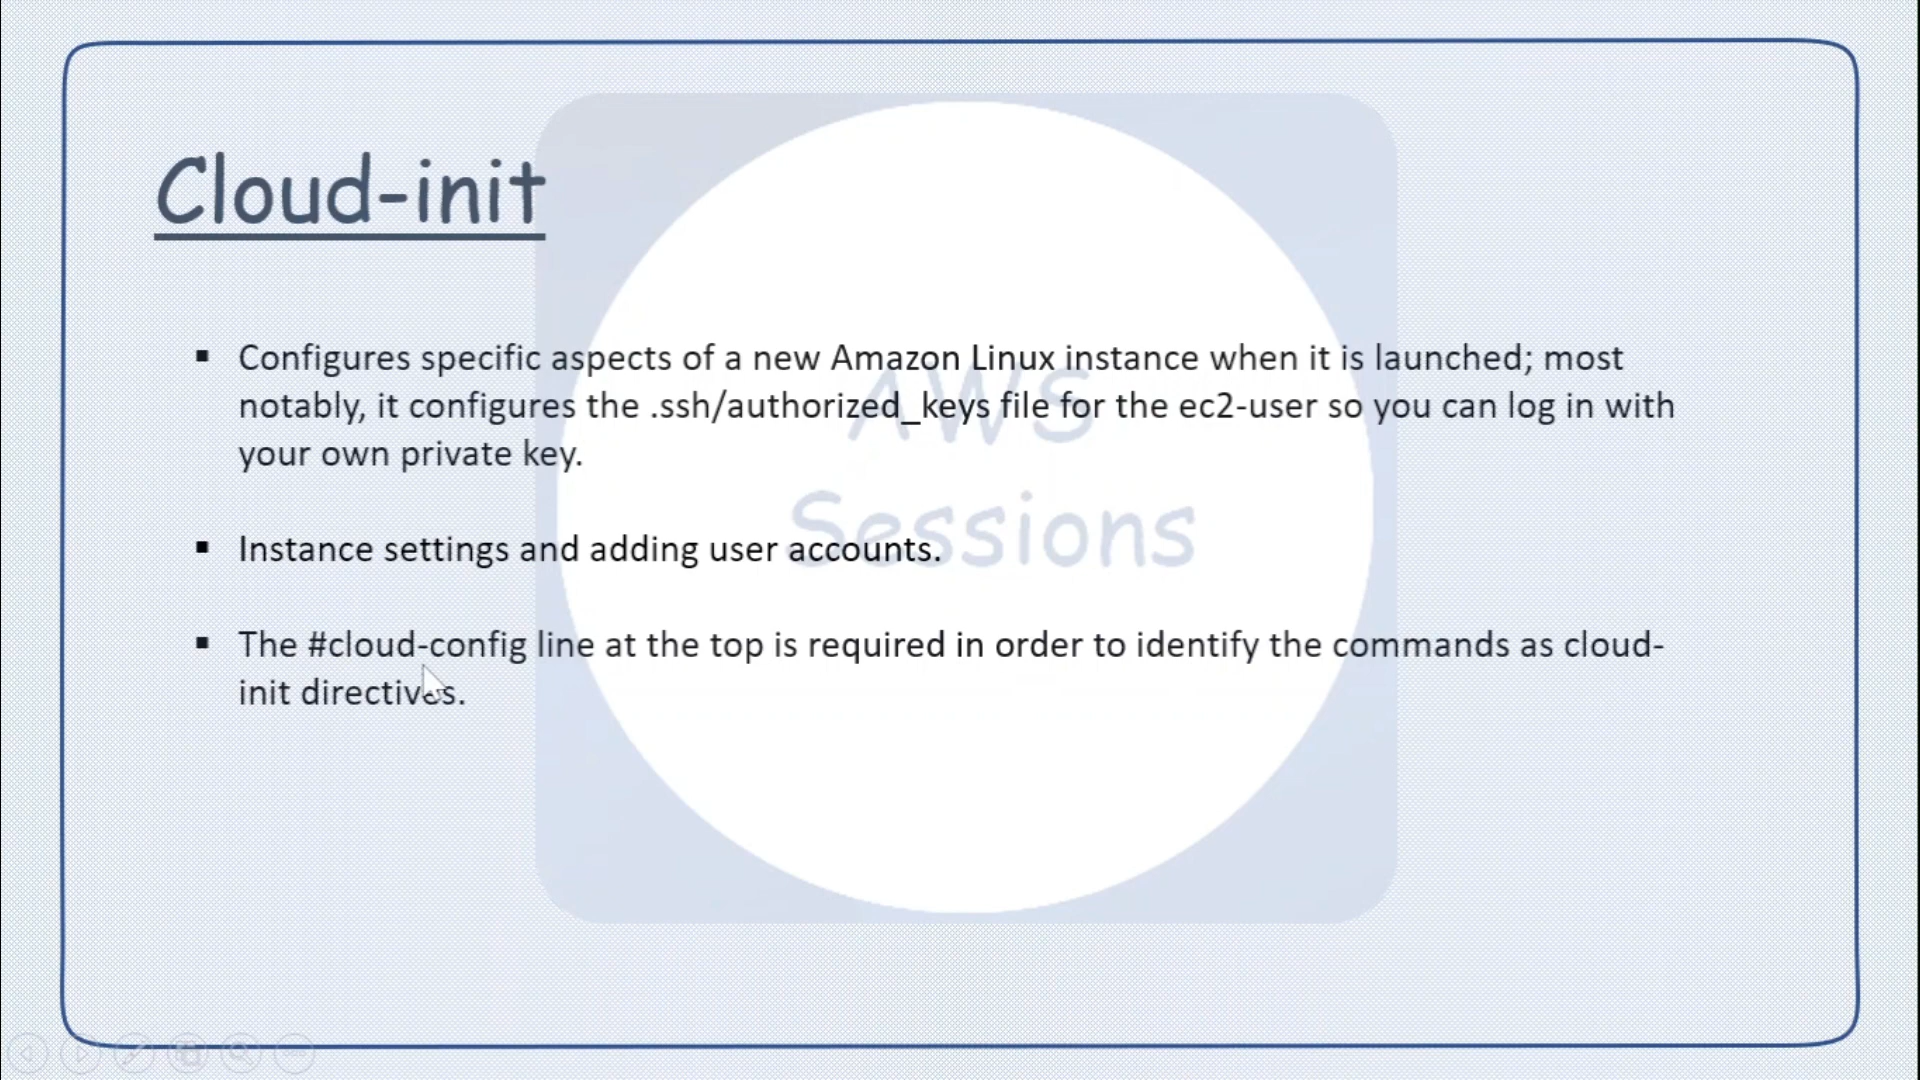 Cloud-init
▪ Configures specific aspects of a new Amazon Linux instance when it is launched; most
notably, it configures the .ssh/authorized_keys file for the ec2-user so you can log in with
your own private key.
AWS
Sessions
▪ Instance settings and adding user accounts.
▪ The #cloud-config line at the top is required in order to identify the commands as cloud-
init directives.